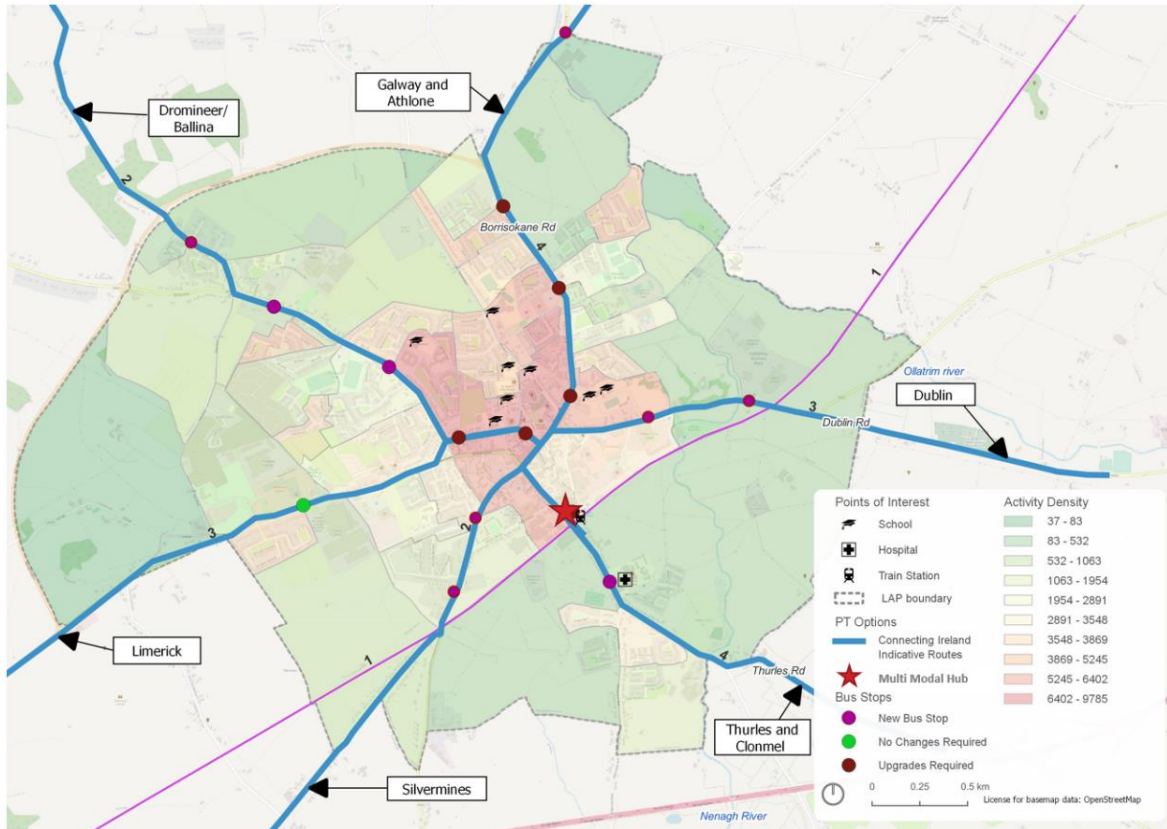 Galway and
Athlone
Dromineer/
Ballina
2
Borrisokane Rd
4
1
Ollatrim river
Dublin
3
Dublin Rd
3
2
Limerick
1
4
Thurles Rd
Thurles and
Clonmel
Silvermines
Nenagh River
Points of Interest
School
Hospital
Train Station
LAP boundary
PT Options
Connecting Ireland
Indicative Routes
Multi Modal Hub
Bus Stops
New Bus Stop
No Changes Required
Upgrades Required
Activity Density
37 - 83
83 - 532
532 - 1063
1063 - 1954
1954 - 2891
2891 - 3548
3548 - 3869
3869 - 5245
5245 - 6402
6402 - 9785
0 0.25 0.5 km
License for basemap data: OpenStreetMap